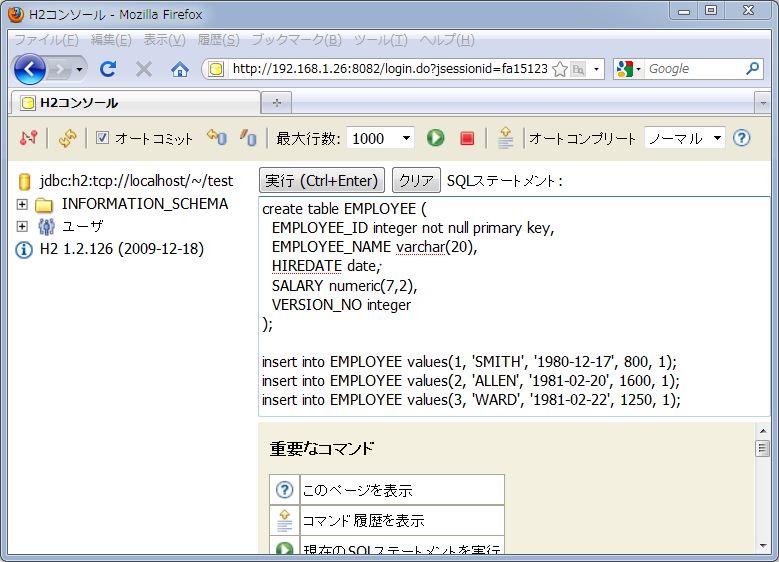 H2コンソール - Mozilla Firefox
ファイル(F) 編集(E) 表示(V) 履歴(S) ブックマーク(B) ツール(T) ヘルプ(H)
http://192.168.1.26:8082/login.do?jsessionid=fa15123 Google
H2コンソール
オートコミット 最大行数: 1000 オートコンプリート ノーマル
jdbc:h2:tcp://localhost/~/test
INFORMATION_SCHEMA
ユーザ
H2 1.2.126 (2009-12-18)
実行 (Ctrl+Enter) クリア SQLステートメント:
create table EMPLOYEE (
EMPLOYEE_ID integer not null primary key,
EMPLOYEE_NAME varchar(20),
HIREDATE date,
SALARY numeric(7,2),
VERSION_NO integer
);
insert into EMPLOYEE values(1, 'SMITH', '1980-12-17', 800, 1);
insert into EMPLOYEE values(2, 'ALLEN', '1981-02-20', 1600, 1);
insert into EMPLOYEE values(3, 'WARD', '1981-02-22', 1250, 1);
重要なコマンド
このページを表示
コマンド履歴を表示
現在のSQLステートメントを実行